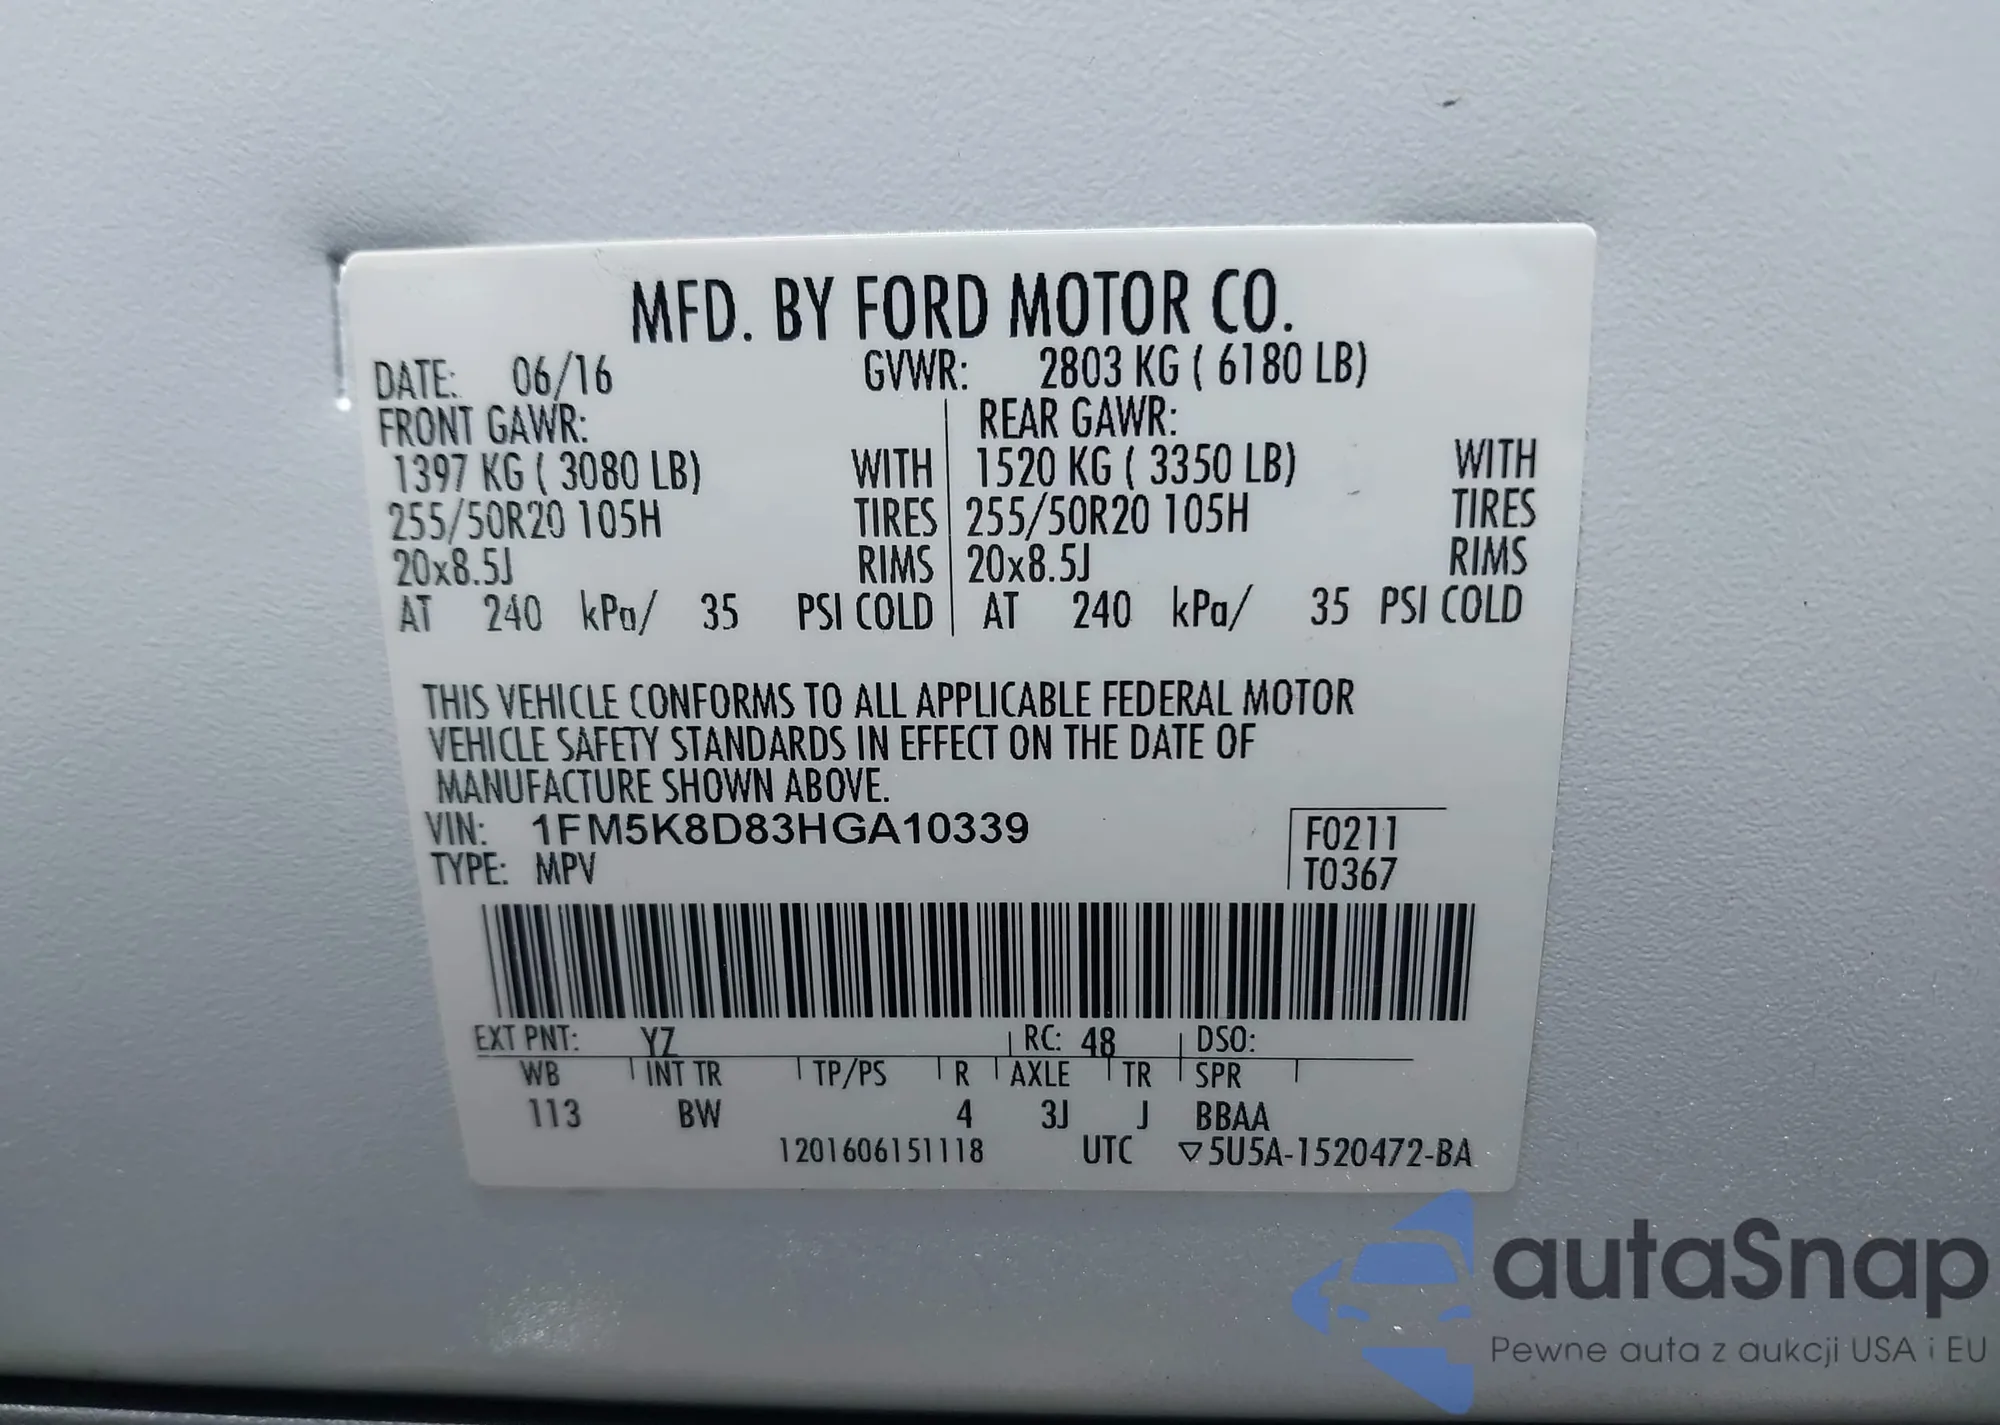 MFD. BY FORD MOTOR CO.
DATE: 06/16 GVWR: 2803 KG ( 6180 LB)
FRONT GAWR: REAR GAWR:
1397 KG ( 3080 LB) WITH 1520 KG ( 3350 LB) WITH
255/50R20 105H TIRES 255/50R20 105H TIRES
20x8.5J RIMS 20x8.5J RIMS
AT 240 kPa/ 35 PSI COLD AT 240 kPa/ 35 PSI COLD
THIS VEHICLE CONFORMS TO ALL APPLICABLE FEDERAL MOTOR
VEHICLE SAFETY STANDARDS IN EFFECT ON THE DATE OF
MANUFACTURE SHOWN ABOVE.
VIN: 1FM5K8D83HGA10339 F0211
TYPE: MPV T0367
EXT PNT: YZ RC: 48 DSO:
WB INT TR TP/PS R AXLE TR SPR
113 BW 4 3J J BBAA
1201606151118 UTC ▽5U5A-1520472-BA
autaSnap
Pewne auta z aukcji USA i EU